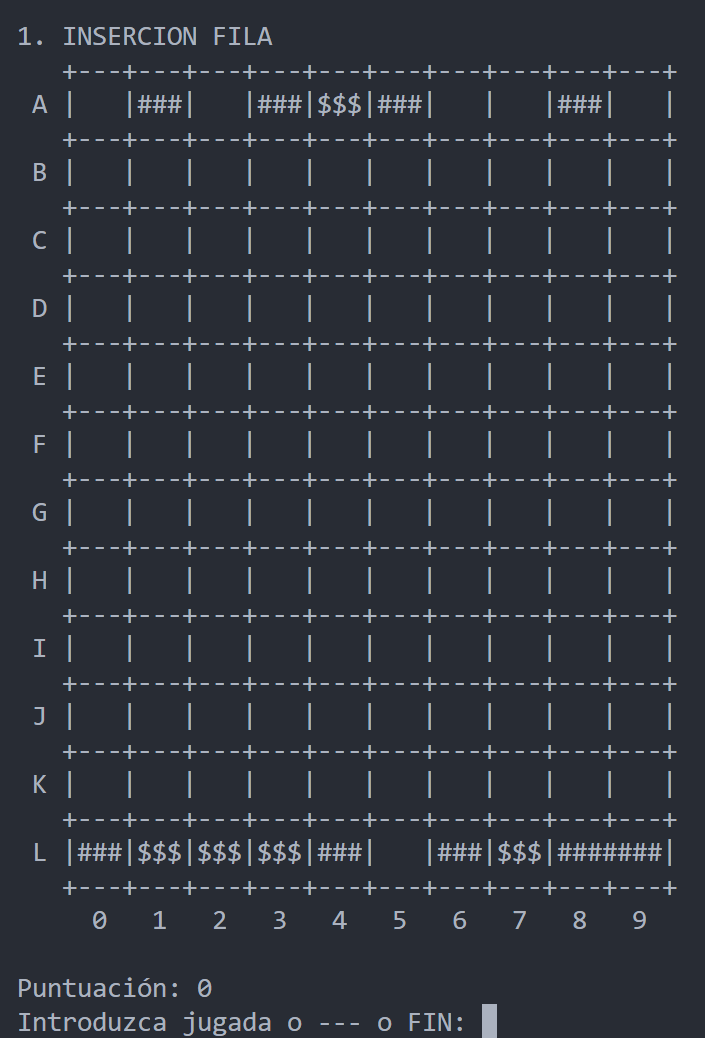 1. INSERCION FILA
   +---+---+---+---+---+---+---+---+---+---+
 A |   |###|   |###|$$$|###|   |   |###|   |
   +---+---+---+---+---+---+---+---+---+---+
 B |   |   |   |   |   |   |   |   |   |   |
   +---+---+---+---+---+---+---+---+---+---+
 C |   |   |   |   |   |   |   |   |   |   |
   +---+---+---+---+---+---+---+---+---+---+
 D |   |   |   |   |   |   |   |   |   |   |
   +---+---+---+---+---+---+---+---+---+---+
 E |   |   |   |   |   |   |   |   |   |   |
   +---+---+---+---+---+---+---+---+---+---+
 F |   |   |   |   |   |   |   |   |   |   |
   +---+---+---+---+---+---+---+---+---+---+
 G |   |   |   |   |   |   |   |   |   |   |
   +---+---+---+---+---+---+---+---+---+---+
 H |   |   |   |   |   |   |   |   |   |   |
   +---+---+---+---+---+---+---+---+---+---+
 I |   |   |   |   |   |   |   |   |   |   |
   +---+---+---+---+---+---+---+---+---+---+
 J |   |   |   |   |   |   |   |   |   |   |
   +---+---+---+---+---+---+---+---+---+---+
 K |   |   |   |   |   |   |   |   |   |   |
   +---+---+---+---+---+---+---+---+---+---+
 L |###|$$$|$$$|$$$|###|   |###|$$$|#######|
   +---+---+---+---+---+---+---+---+---+---+
     0   1   2   3   4   5   6   7   8   9
Puntuación: 0
Introduzca jugada o --- o FIN: